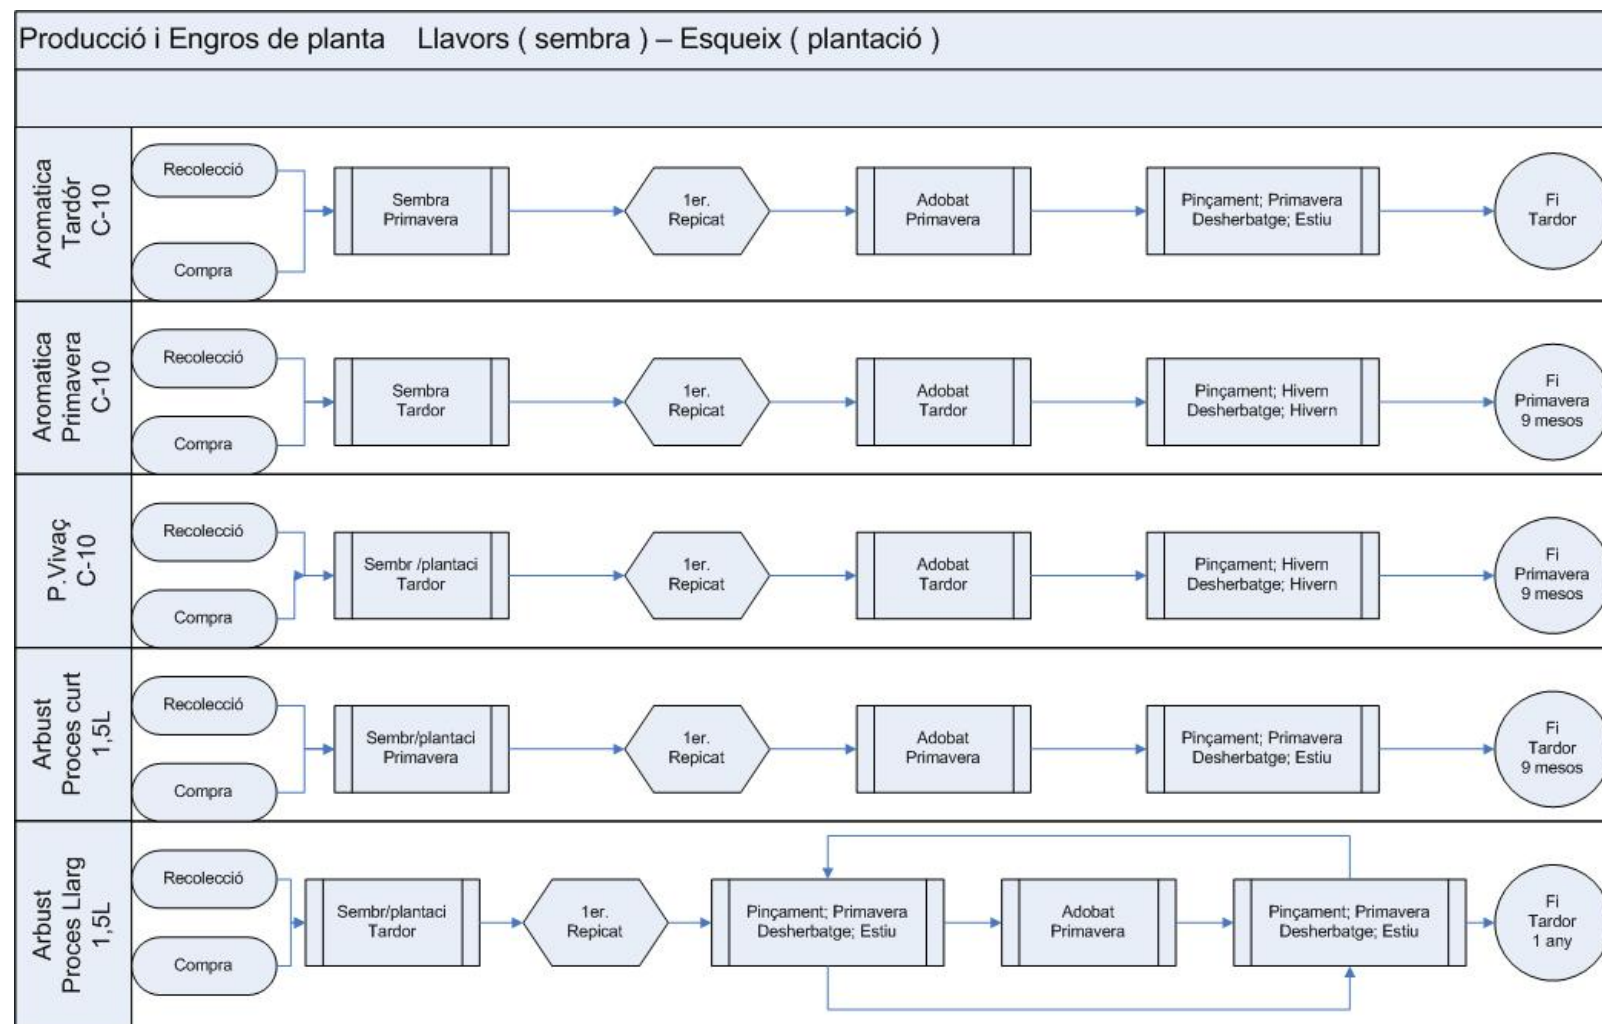 Producció i Engros de planta Llavors ( sembra ) – Esqueix ( plantació )
Aromatica
Tardór
C-10
Recolecció
Compra
Sembra
Primavera
1er.
Repicat
Adobat
Primavera
Pinçament; Primavera
Desherbatge; Estiu
Fi
Tardor
Aromatica
Primavera
C-10
Recolecció
Compra
Sembra
Tardor
1er.
Repicat
Adobat
Tardor
Pinçament; Hivern
Desherbatge; Hivern
Fi
Primavera
9 mesos
P.Vivaç
C-10
Recolecció
Compra
Sembr /plantaci
Tardor
1er.
Repicat
Adobat
Tardor
Pinçament; Hivern
Desherbatge; Hivern
Fi
Primavera
9 mesos
Arbust
Proces curt
1,5L
Recolecció
Compra
Sembr/plantaci
Primavera
1er.
Repicat
Adobat
Primavera
Pinçament; Primavera
Desherbatge; Estiu
Fi
Tardor
9 mesos
Arbust
Proces Llarg
1,5L
Recolecció
Compra
Sembr/plantaci
Tardor
1er.
Repicat
Pinçament; Primavera
Desherbatge; Estiu
Adobat
Primavera
Pinçament; Primavera
Desherbatge; Estiu
Fi
Tardor
1 any